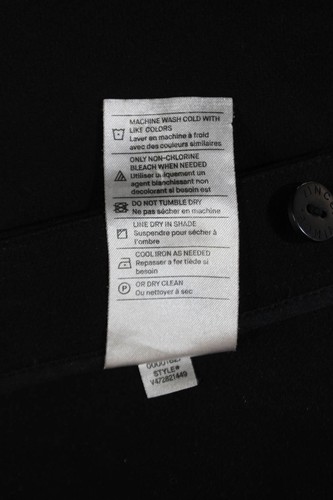 MACHINE WASH COLD WITH
LIKE COLORS
Laver en machine à froid
avec des couleurs similaires
ONLY NON-CHLORINE
BLEACH WHEN NEEDED
Utiliser uniquement un
agent blanchissant non
décolorant si besoin est
DO NOT TUMBLE DRY
Ne pas sécher en machine
LINE DRY IN SHADE
Suspendre pour sécher à
l'ombre
COOL IRON AS NEEDED
Repasser a fer tiède si
besoin
P
OR DRY CLEAN
Ou nettoyer à sec
STYLE#
V472821449